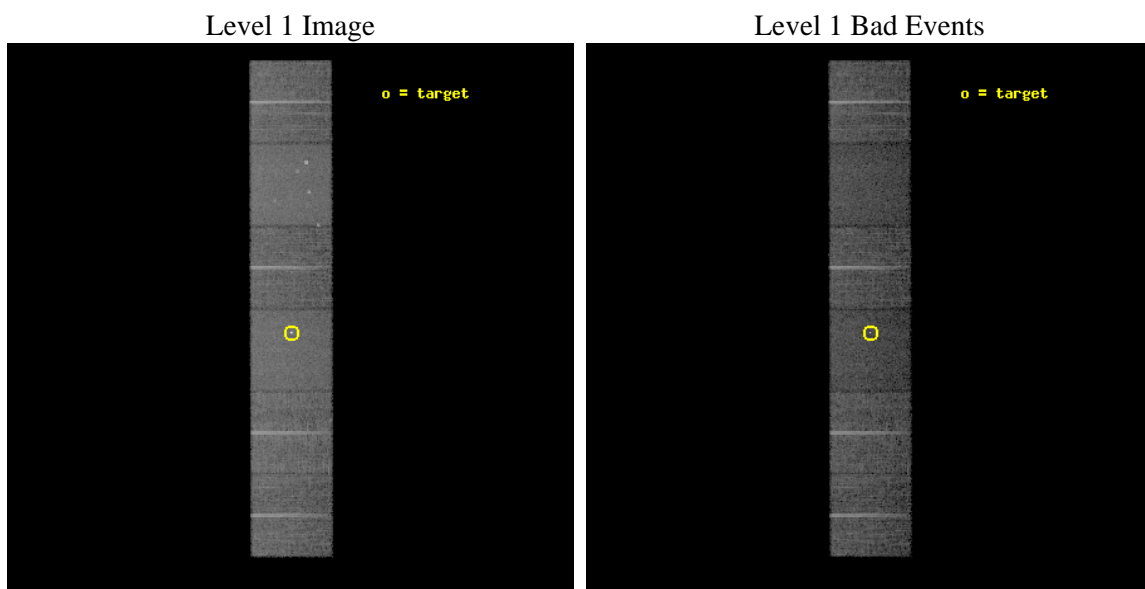 Level 1 Image
Level 1 Bad Events
o = target
o = target